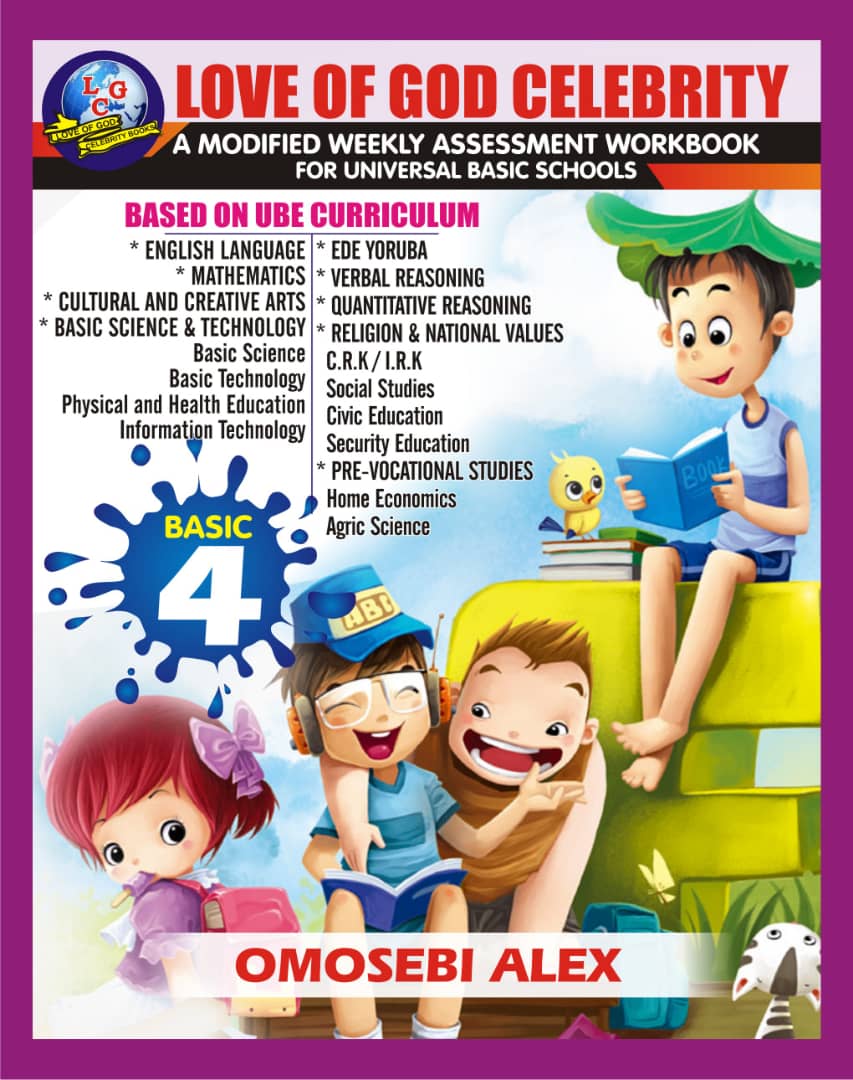 L G
C
LOVE OF GOD
CELEBRITY BOOKS
LOVE OF GOD CELEBRITY
A MODIFIED WEEKLY ASSESSMENT WORKBOOK
FOR UNIVERSAL BASIC SCHOOLS
BASED ON UBE CURRICULUM
* ENGLISH LANGUAGE
* MATHEMATICS
* CULTURAL AND CREATIVE ARTS
* BASIC SCIENCE & TECHNOLOGY
Basic Science
Basic Technology
Physical and Health Education
Information Technology
* EDE YORUBA
* VERBAL REASONING
* QUANTITATIVE REASONING
* RELIGION & NATIONAL VALUES
C.R.K / I.R.K
Social Studies
Civic Education
Security Education
* PRE-VOCATIONAL STUDIES
Home Economics
Agric Science
BOOK
BASIC
4
ABC
OMOSEBI ALEX